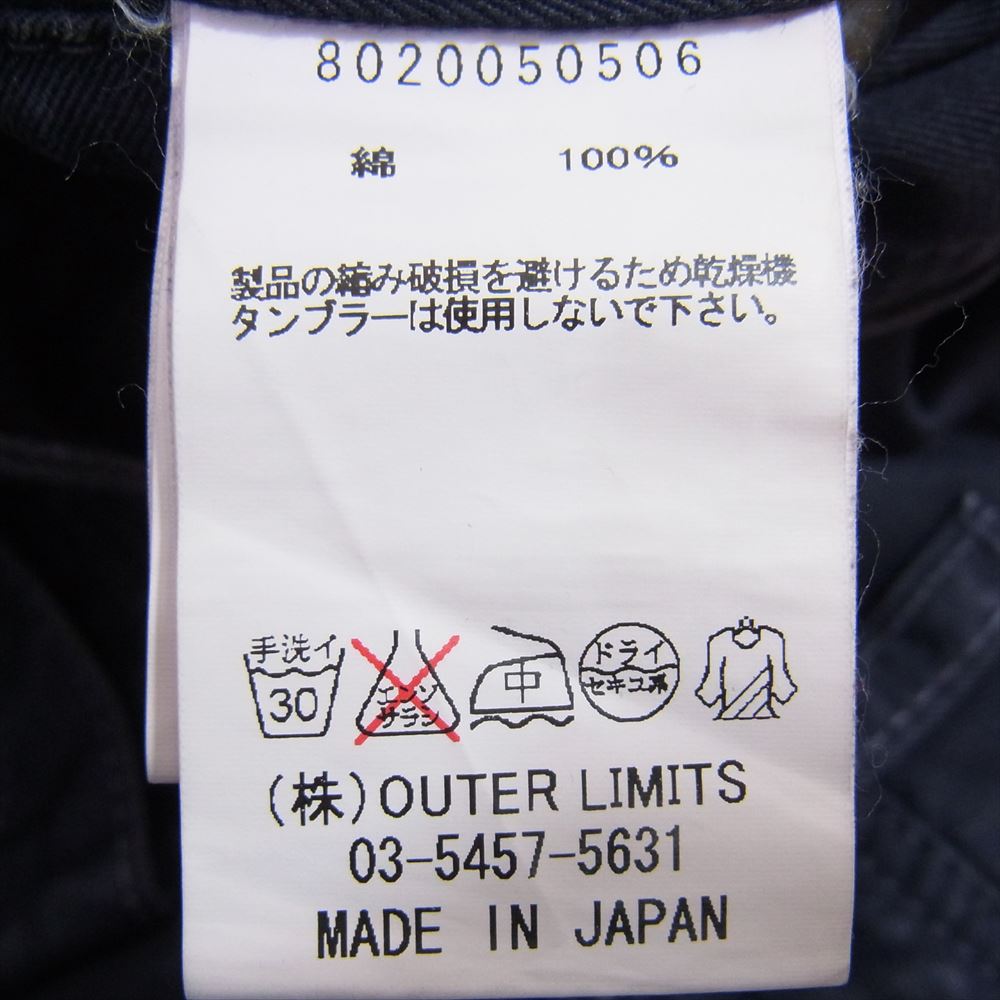 8020050506
綿 100%
製品の縮み破損を避けるため乾燥機
タンブラーは使用しないで下さい。
手洗イ
30
エンソ
サラシ
中
ドライ
セキユ系
(株)OUTER LIMITS
03-5457-5631
MADE IN JAPAN